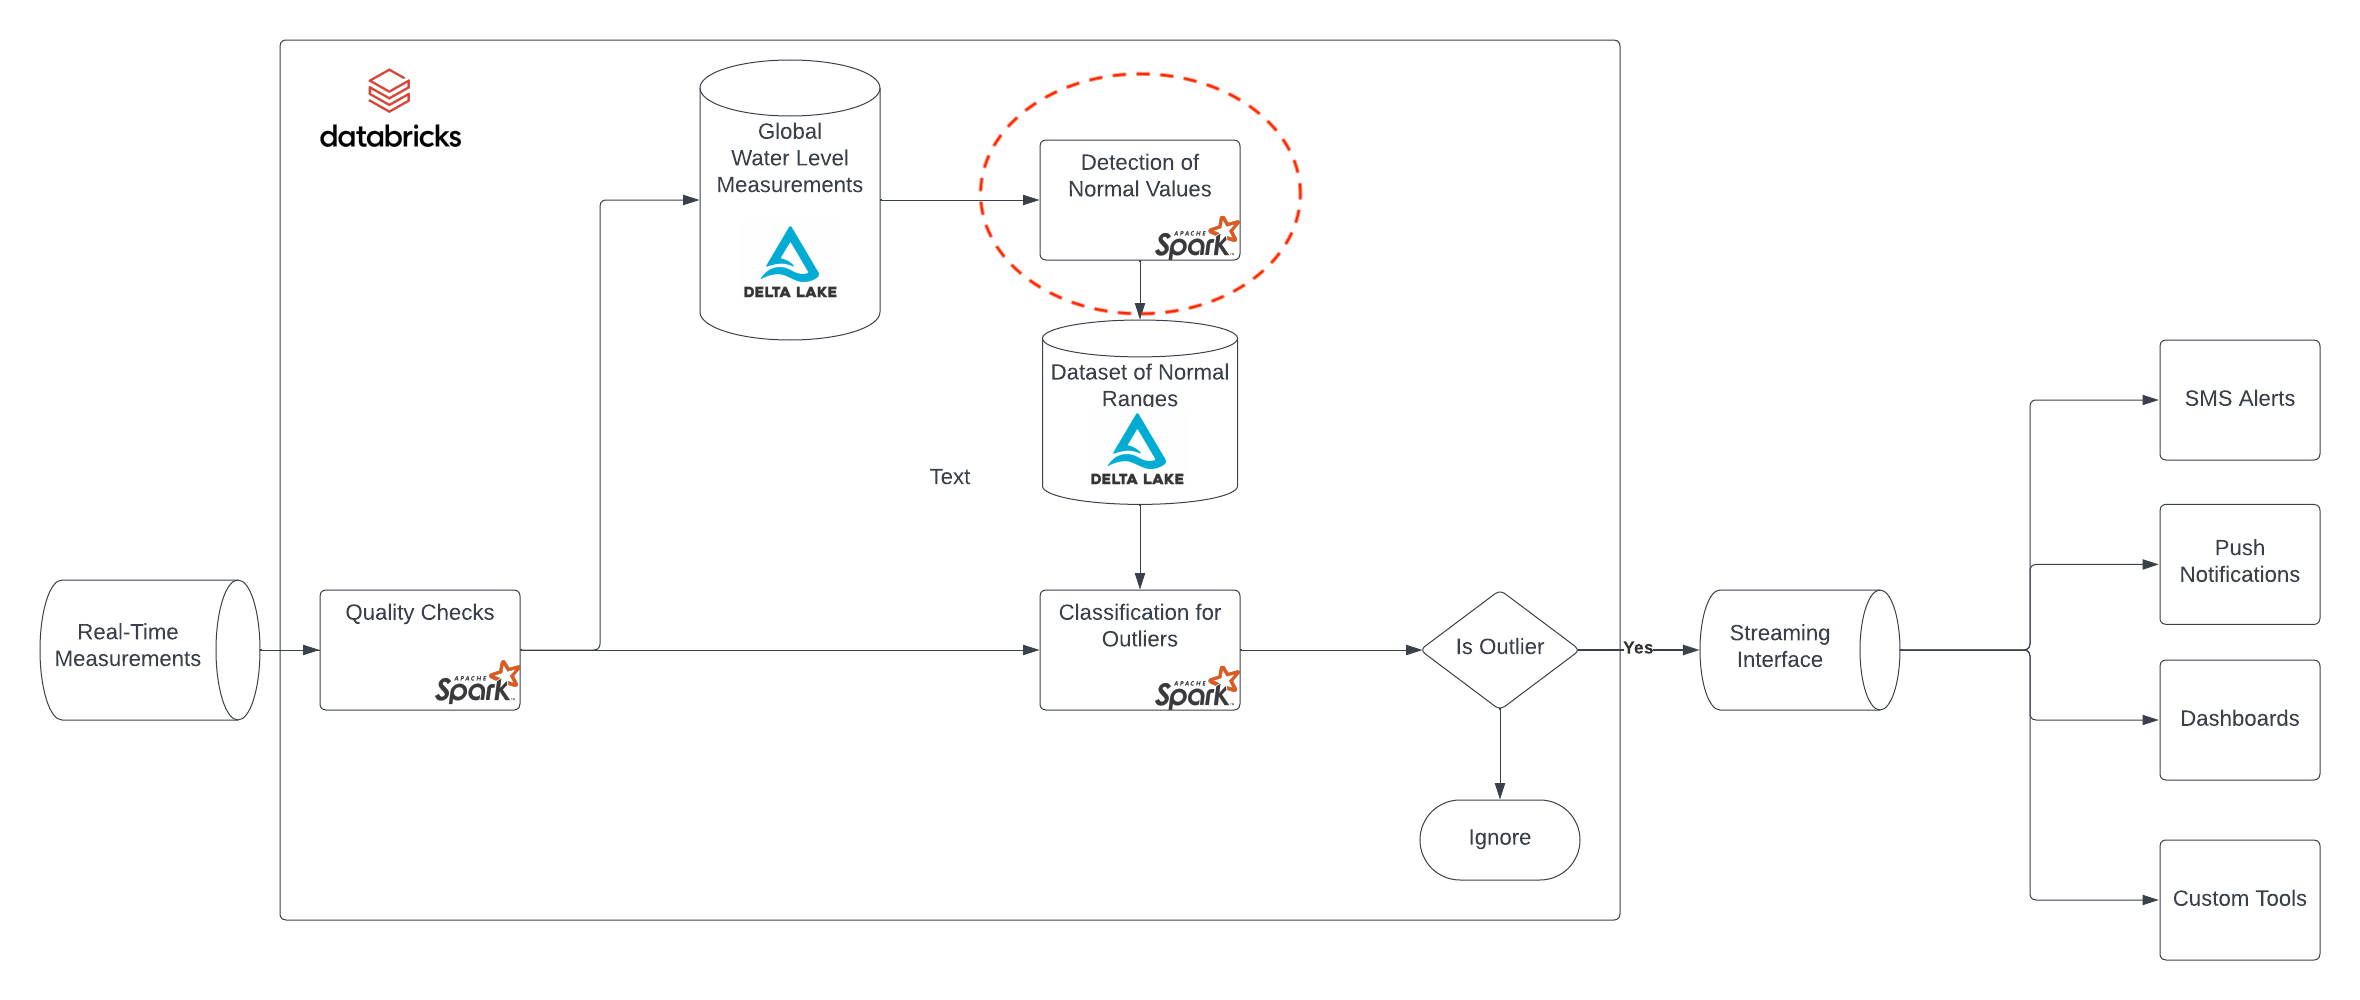 databricks
Global
Water Level
Measurements
DELTA LAKE
Detection of
Normal Values
APACHE
Spark
Dataset of Normal
Ranges
DELTA LAKE
Text
Real-Time
Measurements
Quality Checks
APACHE
Spark
Classification for
Outliers
APACHE
Spark
Is Outlier
Yes
Ignore
Streaming
Interface
SMS Alerts
Push
Notifications
Dashboards
Custom Tools